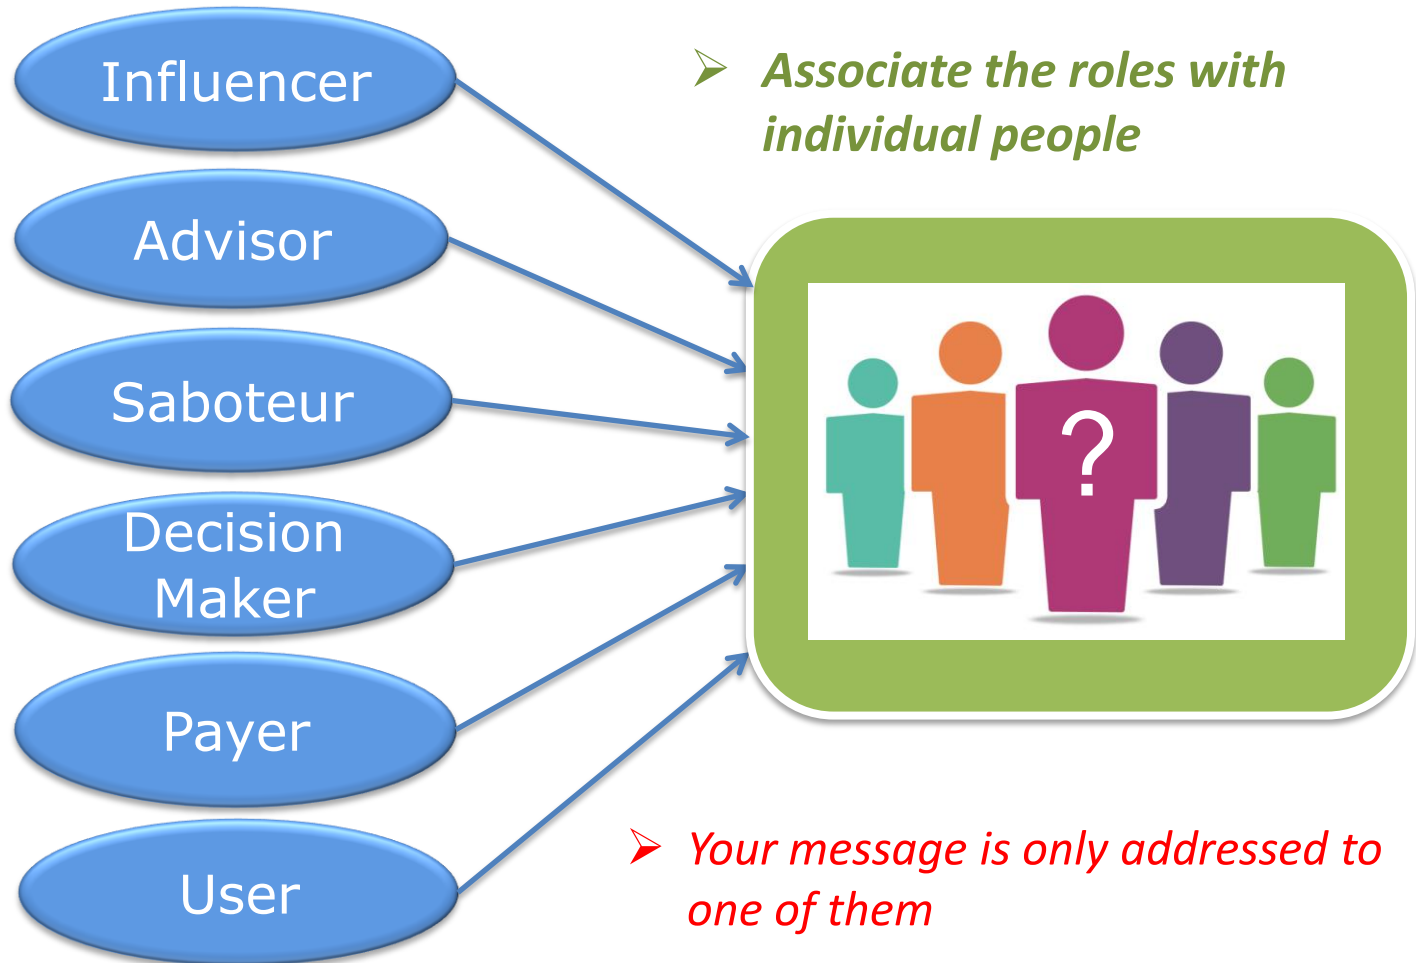 Influencer
Advisor
Saboteur
Decision
Maker
Payer
User
➢ Associate the roles with
individual people
?
➢ Your message is only addressed to
one of them